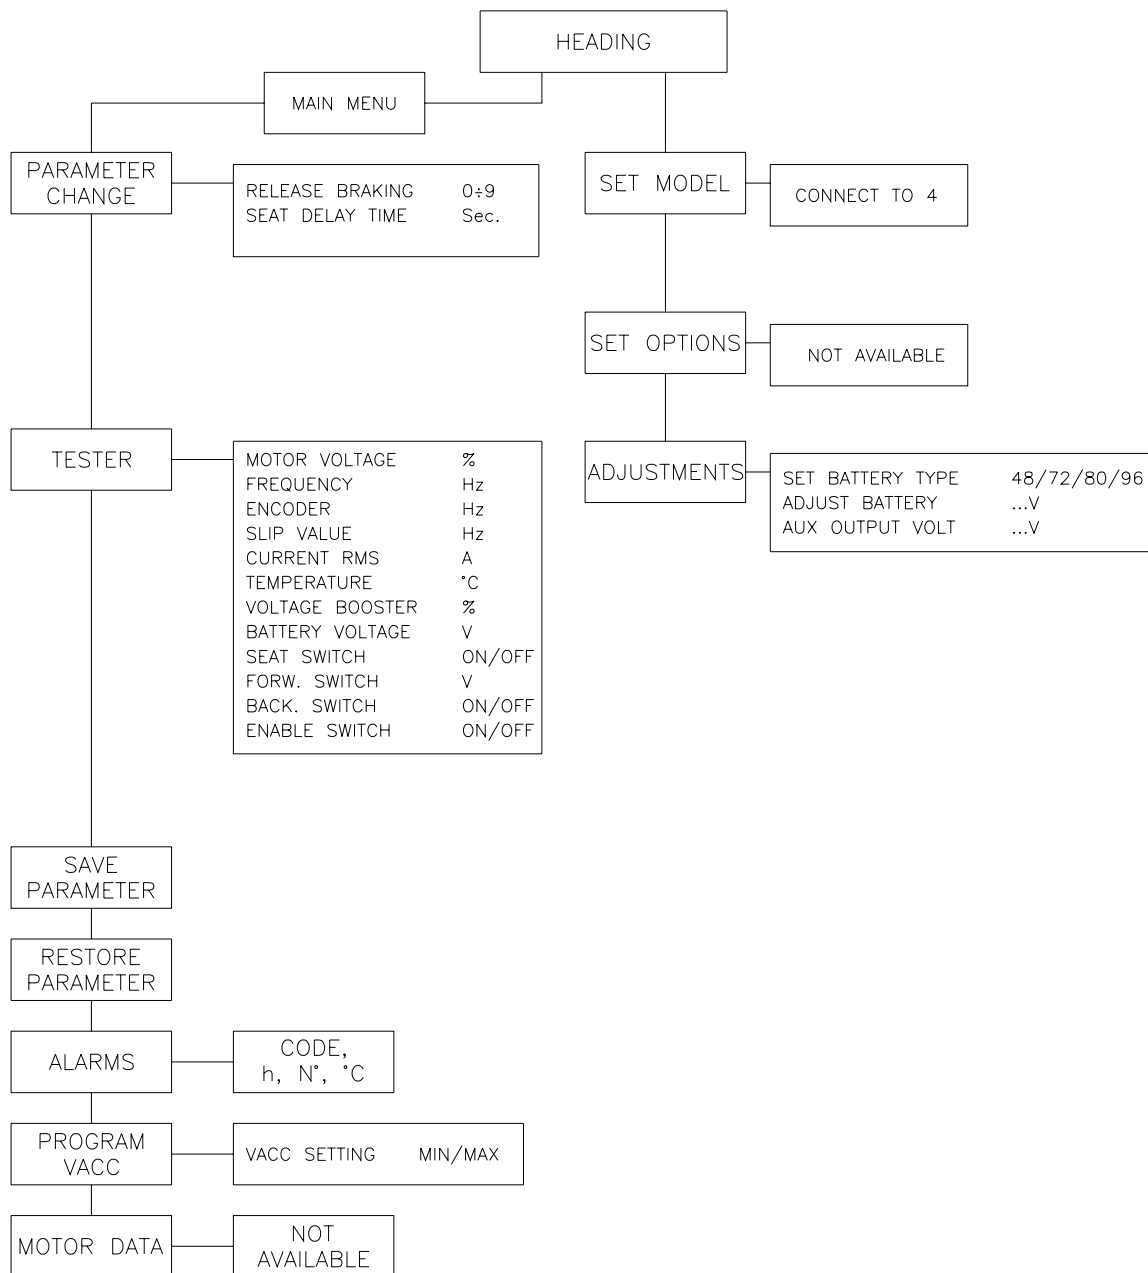 HEADING
MAIN MENU
PARAMETER
CHANGE
RELEASE BRAKING 0÷9
SEAT DELAY TIME Sec.
SET MODEL
CONNECT TO 4
SET OPTIONS
NOT AVAILABLE
TESTER
MOTOR VOLTAGE %
FREQUENCY Hz
ENCODER Hz
SLIP VALUE Hz
CURRENT RMS A
TEMPERATURE °C
VOLTAGE BOOSTER %
BATTERY VOLTAGE V
SEAT SWITCH ON/OFF
FORW. SWITCH V
BACK. SWITCH ON/OFF
ENABLE SWITCH ON/OFF
ADJUSTMENTS
SET BATTERY TYPE 48/72/80/96
ADJUST BATTERY ...V
AUX OUTPUT VOLT ...V
SAVE
PARAMETER
RESTORE
PARAMETER
ALARMS
CODE,
h, N°, °C
PROGRAM
VACC
VACC SETTING MIN/MAX
MOTOR DATA
NOT
AVAILABLE